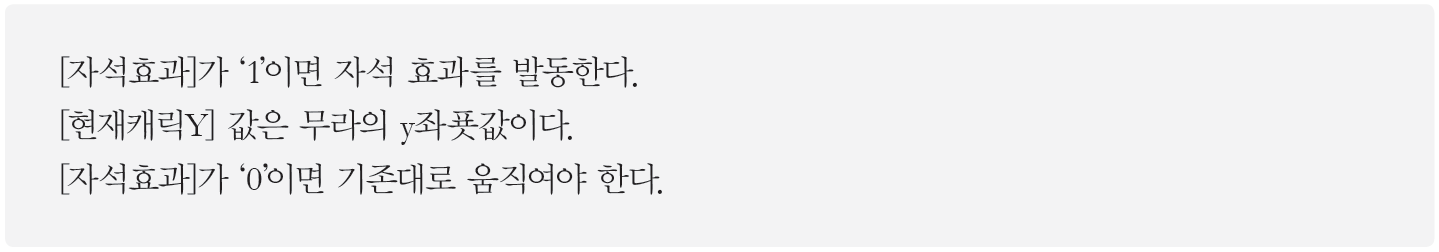 [자석효과]가 ‘1’이면 자석 효과를 발동한다.
[현재캐릭Y] 값은 무라의 y좌푯값이다.
[자석효과]가 ‘0’이면 기존대로 움직여야 한다.